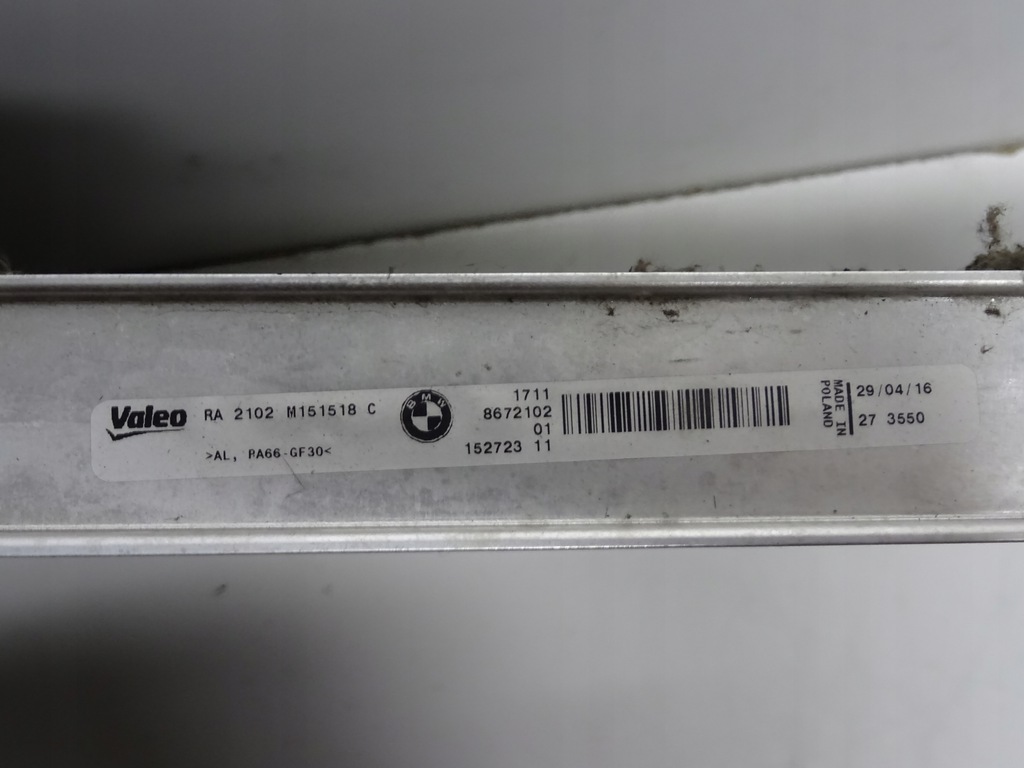 Valeo RA 2102 M151518 C
>AL, PA66-GF30<
BMW
1711
8672102
01
152723 11
MADE IN
POLAND
29/04/16
27 3550